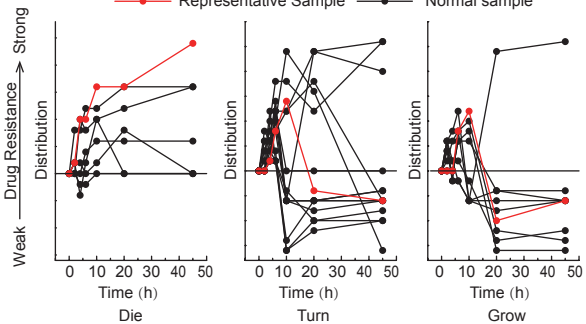 Representative Sample Normal sample
Weak Drug Resistance Strong
Distribution Distribution Distribution
0 10 20 30 40 50 0 10 20 30 40 50 0 10 20 30 40 50
Time (h) Time (h) Time (h)
Die Turn Grow